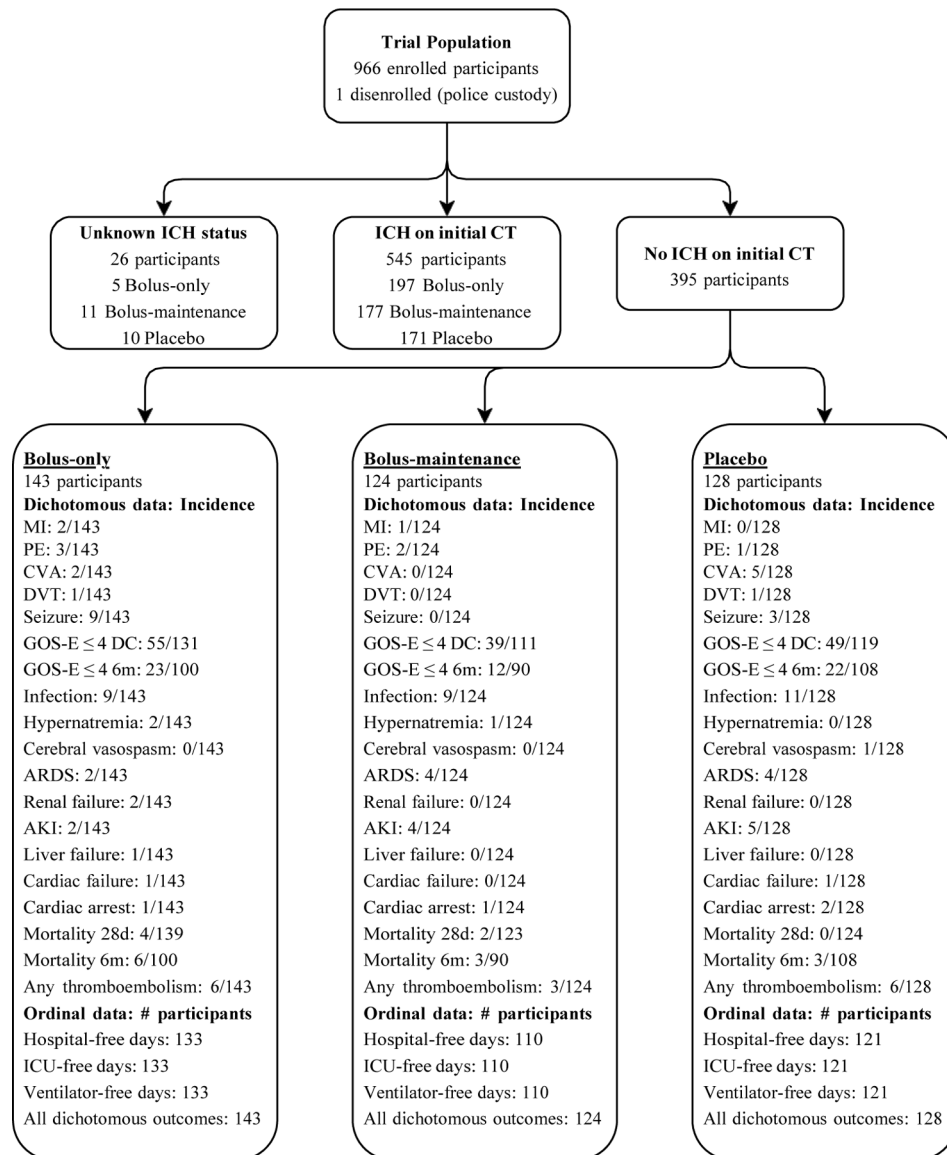 Trial Population
966 enrolled participants
1 disenrolled (police custody)
Unknown ICH status
26 participants
5 Bolus-only
11 Bolus-maintenance
10 Placebo
ICH on initial CT
545 participants
197 Bolus-only
177 Bolus-maintenance
171 Placebo
No ICH on initial CT
395 participants
Bolus-only
143 participants
Dichotomous data: Incidence
MI: 2/143
PE: 3/143
CVA: 2/143
DVT: 1/143
Seizure: 9/143
GOS-E ≤ 4 DC: 55/131
GOS-E ≤ 4 6m: 23/100
Infection: 9/143
Hypernatremia: 2/143
Cerebral vasospasm: 0/143
ARDS: 2/143
Renal failure: 2/143
AKI: 2/143
Liver failure: 1/143
Cardiac failure: 1/143
Cardiac arrest: 1/143
Mortality 28d: 4/139
Mortality 6m: 6/100
Any thromboembolism: 6/143
Ordinal data: # participants
Hospital-free days: 133
ICU-free days: 133
Ventilator-free days: 133
All dichotomous outcomes: 143
Bolus-maintenance
124 participants
Dichotomous data: Incidence
MI: 1/124
PE: 2/124
CVA: 0/124
DVT: 0/124
Seizure: 0/124
GOS-E ≤ 4 DC: 39/111
GOS-E ≤ 4 6m: 12/90
Infection: 9/124
Hypernatremia: 1/124
Cerebral vasospasm: 0/124
ARDS: 4/124
Renal failure: 0/124
AKI: 4/124
Liver failure: 0/124
Cardiac failure: 0/124
Cardiac arrest: 1/124
Mortality 28d: 2/123
Mortality 6m: 3/90
Any thromboembolism: 3/124
Ordinal data: # participants
Hospital-free days: 110
ICU-free days: 110
Ventilator-free days: 110
All dichotomous outcomes: 124
Placebo
128 participants
Dichotomous data: Incidence
MI: 0/128
PE: 1/128
CVA: 5/128
DVT: 1/128
Seizure: 3/128
GOS-E ≤ 4 DC: 49/119
GOS-E ≤ 4 6m: 22/108
Infection: 11/128
Hypernatremia: 0/128
Cerebral vasospasm: 1/128
ARDS: 4/128
Renal failure: 0/128
AKI: 5/128
Liver failure: 0/128
Cardiac failure: 1/128
Cardiac arrest: 2/128
Mortality 28d: 0/124
Mortality 6m: 3/108
Any thromboembolism: 6/128
Ordinal data: # participants
Hospital-free days: 121
ICU-free days: 121
Ventilator-free days: 121
All dichotomous outcomes: 128